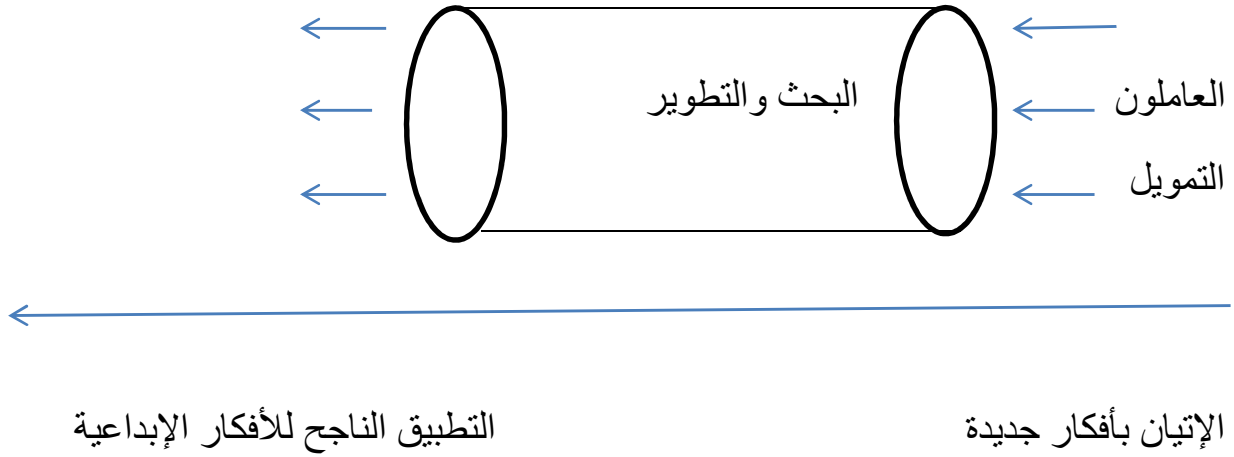 العاملون
البحث والتطوير
التمويل
الإتيان بأفكار جديدة
التطبيق الناجح للأفكار الإبداعية